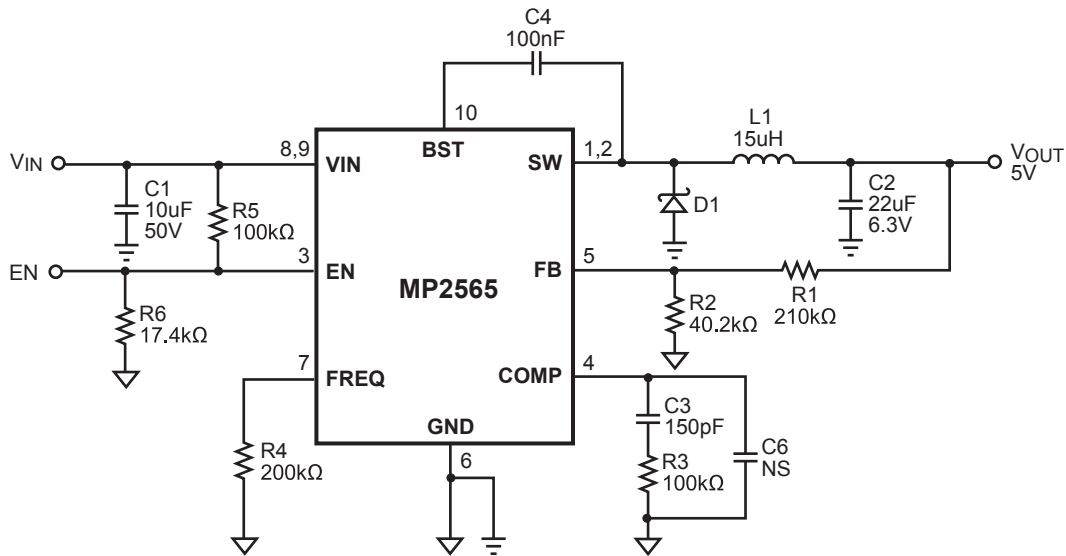 C4
100nF
10
BST
VIN
8,9
VIN
SW
1,2
L1
15uH
VOUT
5V
C1
10uF
50V
R5
100kΩ
D1
C2
22uF
6.3V
EN
3
EN
MP2565
FB
5
R1
210kΩ
R2
40.2kΩ
R6
17.4kΩ
7
FREQ
COMP
4
R4
200kΩ
GND
6
C3
150pF
R3
100kΩ
C6
NS